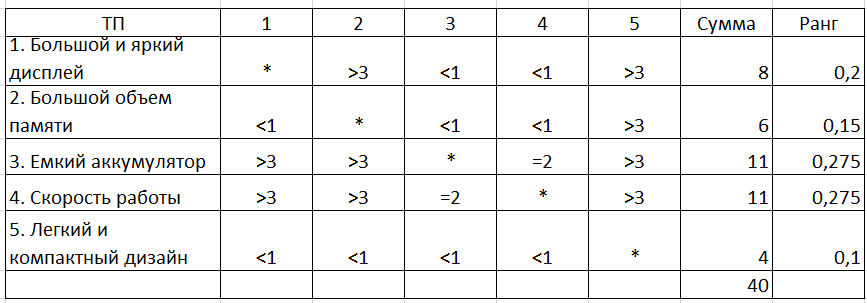 ТП 1 2 3 4 5 Сумма Ранг
1. Большой и яркий
дисплей * >3 <1 <1 >3 8 0,2
2. Большой объем
памяти <1 * <1 <1 >3 6 0,15
3. Емкий аккумулятор >3 >3 * =2 >3 11 0,275
4. Скорость работы >3 >3 =2 * >3 11 0,275
5. Легкий и
компактный дизайн <1 <1 <1 <1 * 4 0,1
40